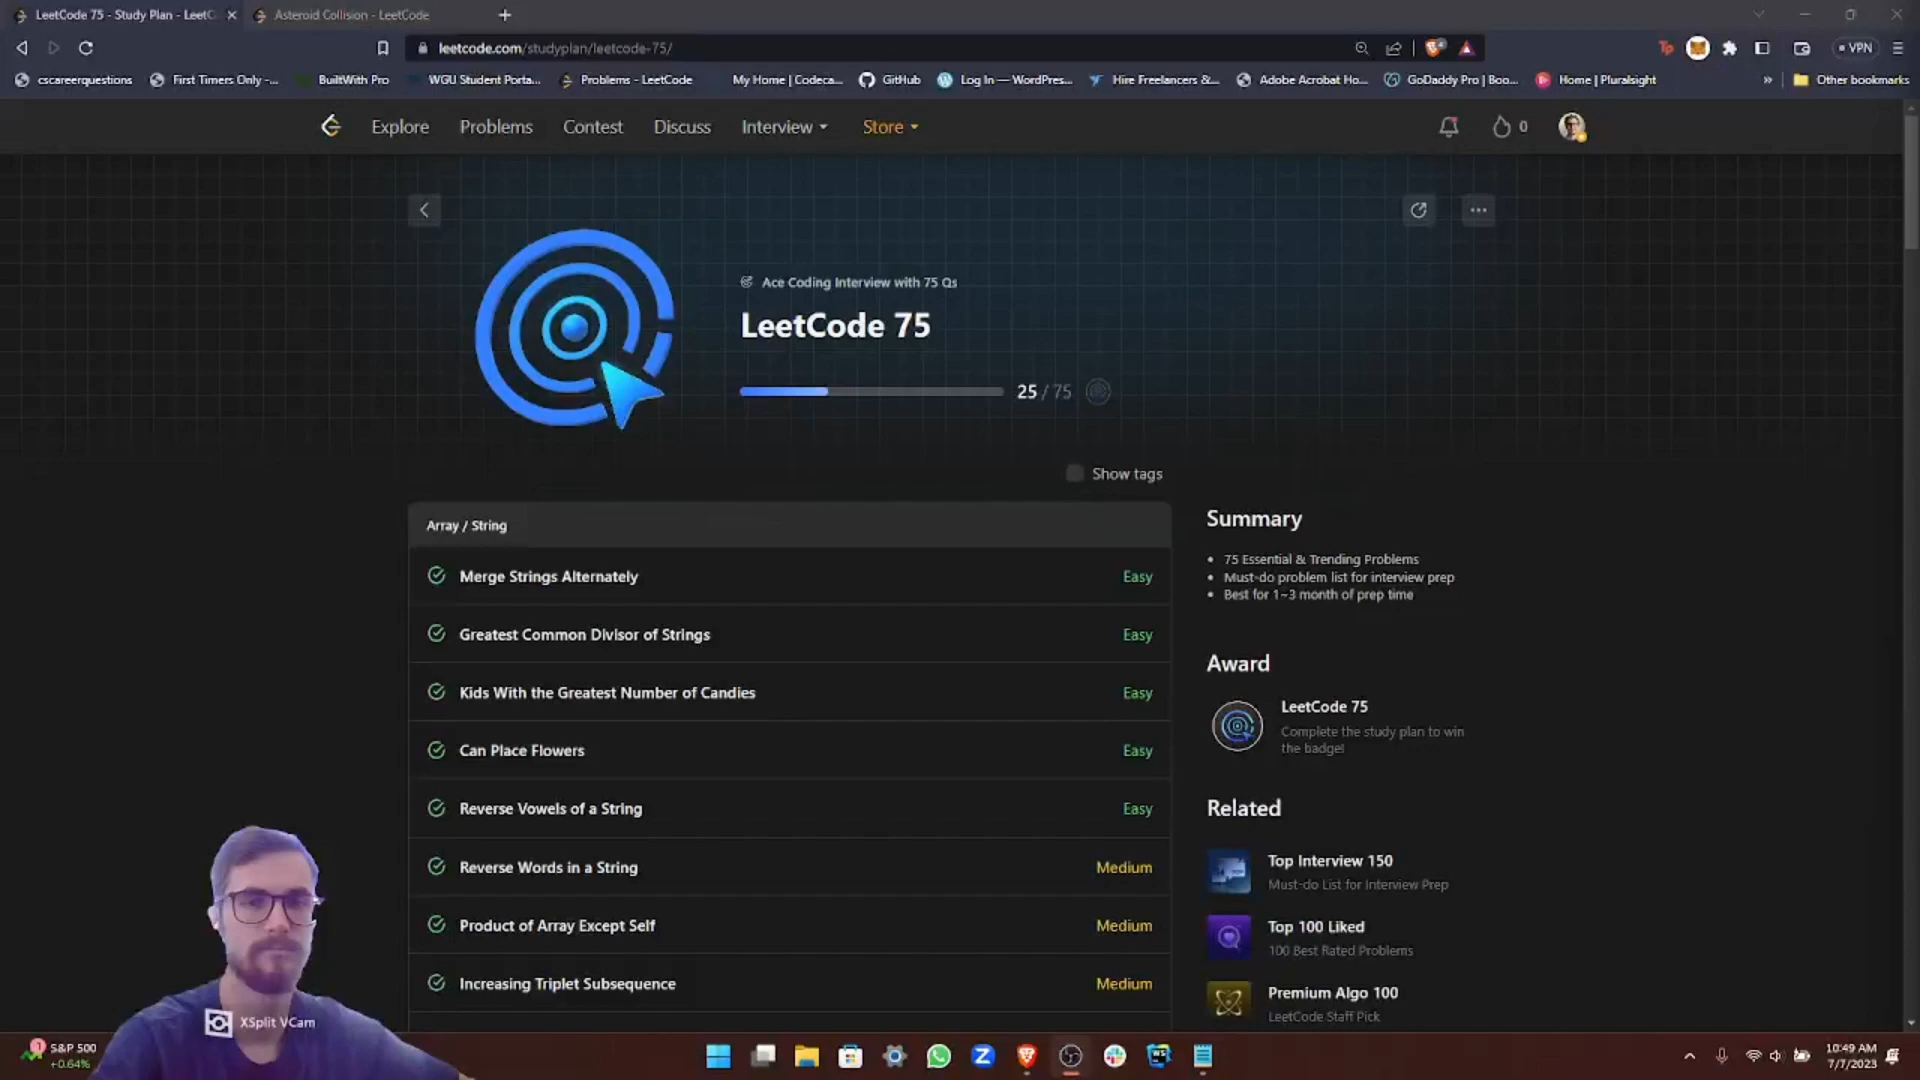 LeetCode 75 - Study Plan - LeetC
Asteroid Collision - LeetCode
leetcode.com/studyplan/leetcode-75/
VPN
cscareerquestions
First Timers Only -...
BuiltWith Pro
WGU Student Porta...
Problems - LeetCode
My Home | Codeca...
GitHub
Log In — WordPres...
Hire Freelancers &...
Adobe Acrobat Ho...
GoDaddy Pro | Boo...
Home | Pluralsight
»
Other bookmarks
Explore
Problems
Contest
Discuss
Interview
Store
0
Ace Coding Interview with 75 Qs
LeetCode 75
25 / 75
Show tags
Array / String
Merge Strings Alternately
Easy
Greatest Common Divisor of Strings
Easy
Kids With the Greatest Number of Candies
Easy
Can Place Flowers
Easy
Reverse Vowels of a String
Easy
Reverse Words in a String
Medium
Product of Array Except Self
Medium
Increasing Triplet Subsequence
Medium
Summary
• 75 Essential & Trending Problems
• Must-do problem list for interview prep
• Best for 1~3 month of prep time
Award
LeetCode 75
Complete the study plan to win
the badge!
Related
Top Interview 150
Must-do List for Interview Prep
Top 100 Liked
100 Best Rated Problems
Premium Algo 100
LeetCode Staff Pick
XSplit VCam
1
S&P 500
+0.64%
10:49 AM
7/7/2023